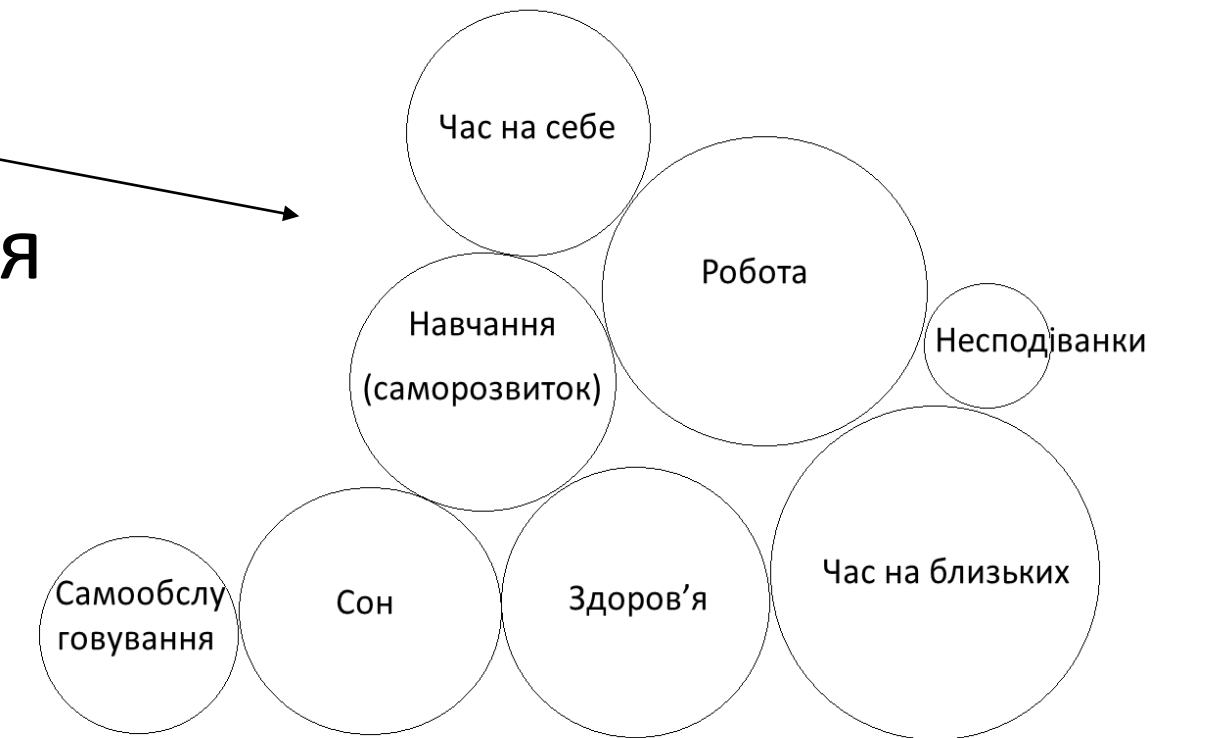 Час на себе
я
Робота
Навчання
(саморозвиток)
Несподіванки
Самообслу
говування
Сон
Здоров’я
Час на близьких